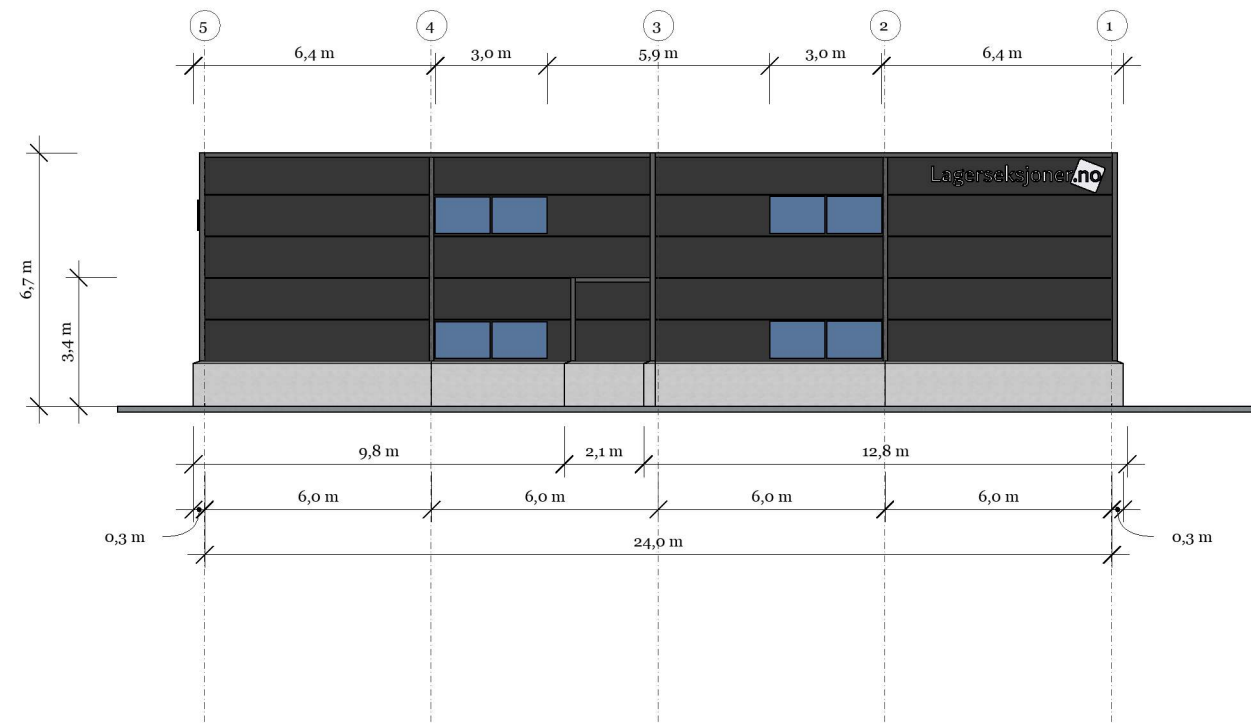 5 4 3 2 1
6,4 m 3,0 m 5,9 m 3,0 m 6,4 m
Lagerseksjoner.no
6,7 m
3,4 m
9,8 m 2,1 m 12,8 m
6,0 m 6,0 m 6,0 m 6,0 m
0,3 m 0,3 m
24,0 m